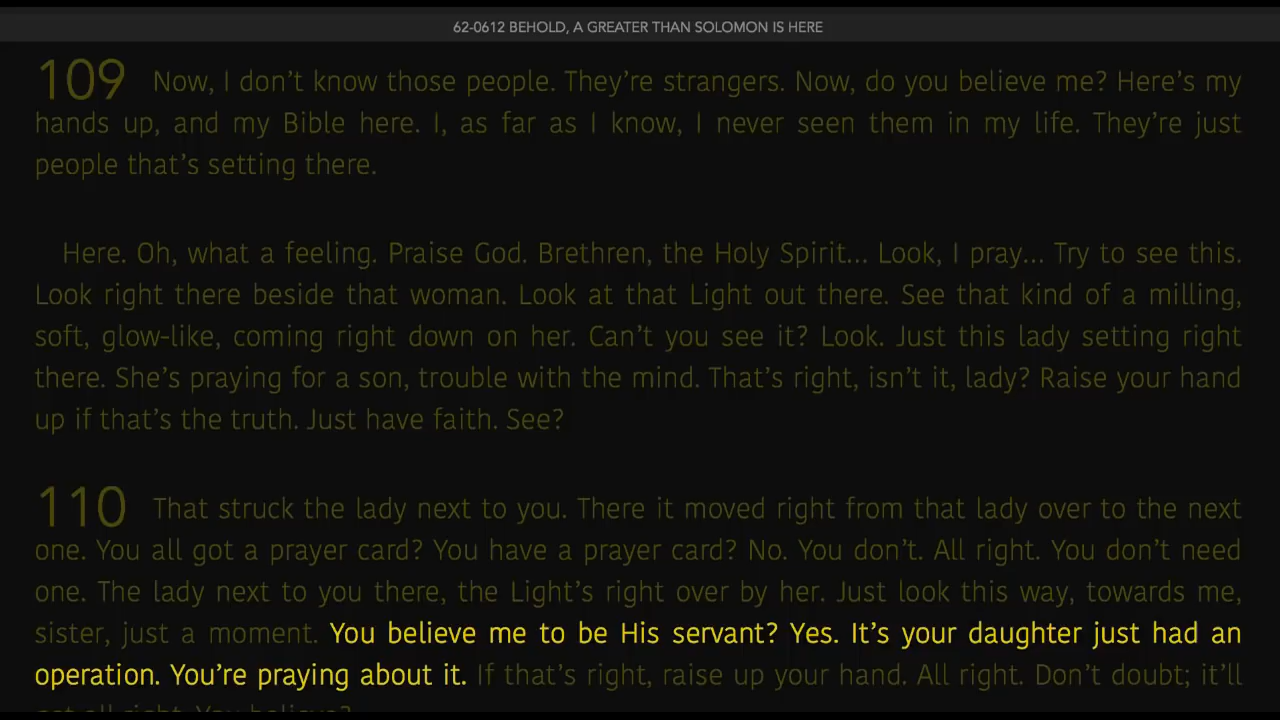 62-0612 BEHOLD, A GREATER THAN SOLOMON IS HERE
109 Now, I don't know those people. They're strangers. Now, do you believe me? Here's my
hands up, and my Bible here. I, as far as I know, I never seen them in my life. They're just
people that's setting there.
Here. Oh, what a feeling. Praise God. Brethren, the Holy Spirit... Look, I pray... Try to see this.
Look right there beside that woman. Look at that Light out there. See that kind of a milling,
soft, glow-like, coming right down on her. Can't you see it? Look. Just this lady setting right
there. She's praying for a son, trouble with the mind. That's right, isn't it, lady? Raise your hand
up if that's the truth. Just have faith. See?
110 That struck the lady next to you. There it moved right from that lady over to the next
one. You all got a prayer card? You have a prayer card? No. You don't. All right. You don't need
one. The lady next to you there, the Light's right over by her. Just look this way, towards me,
sister, just a moment. You believe me to be His servant? Yes. It's your daughter just had an
operation. You're praying about it. If that's right, raise up your hand. All right. Don't doubt; it'll
all right. You believe?